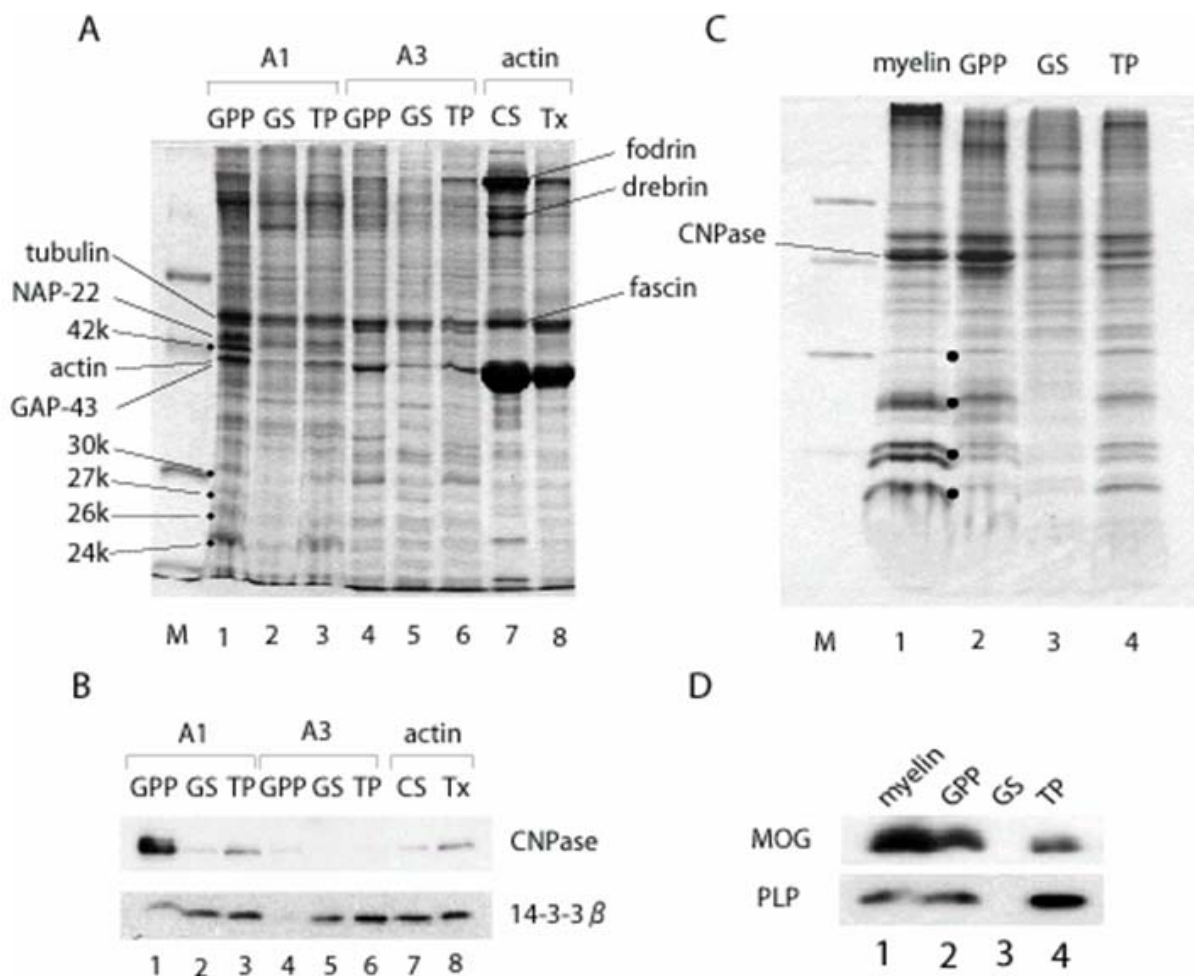 A
A1 A3 actin
GPP GS TP GPP GS TP CS Tx
fodrin
drebrin
fascin
tubulin
NAP-22
42k
actin
GAP-43
30k
27k
26k
24k
M 1 2 3 4 5 6 7 8
B
A1 A3 actin
GPP GS TP GPP GS TP CS Tx
CNPase
14-3-3β
1 2 3 4 5 6 7 8
C
myelin GPP GS TP
CNPase
M 1 2 3 4
D
myelin GPP GS TP
MOG
PLP
1 2 3 4